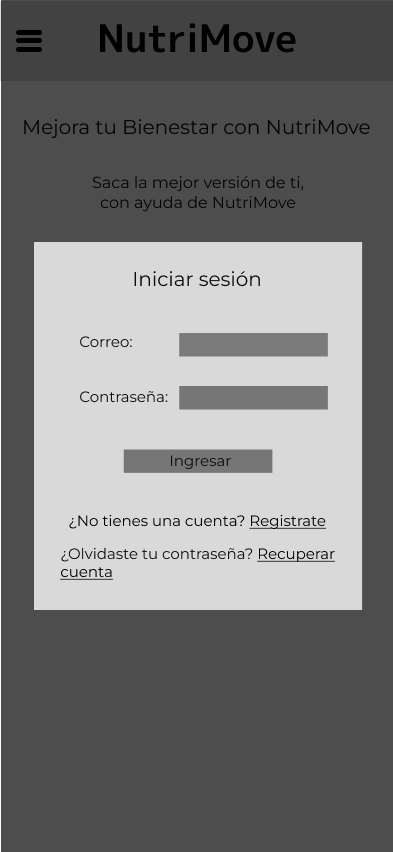 NutriMove
Mejora tu Bienestar con NutriMove
Saca la mejor versión de ti,
con ayuda de NutriMove
Iniciar sesión
Correo:
Contraseña:
Ingresar
¿No tienes una cuenta? Registrate
¿Olvidaste tu contraseña? Recuperar
cuenta